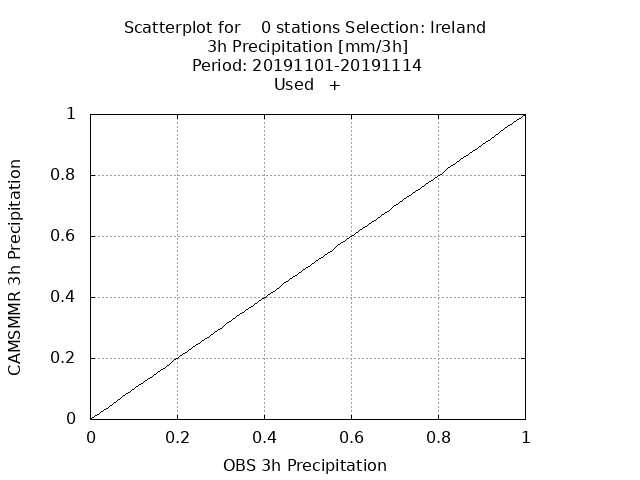 Scatterplot for    0 stations Selection: Ireland
3h Precipitation [mm/3h]
Period: 20191101-20191114
Used   +
1
0.8
0.6
0.4
0.2
0
CAMSMMR 3h Precipitation
0 0.2 0.4 0.6 0.8 1
OBS 3h Precipitation